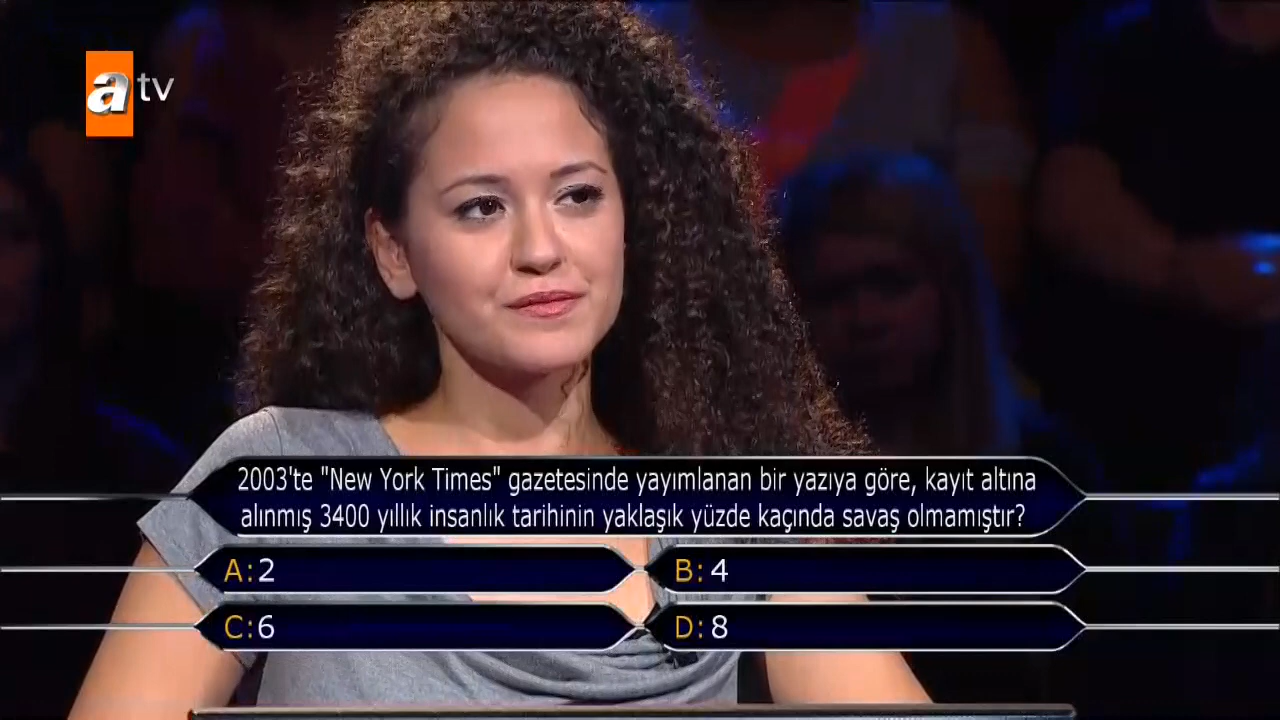 atv
2003'te "New York Times" gazetesinde yayımlanan bir yazıya göre, kayıt altına
alınmış 3400 yıllık insanlık tarihinin yaklaşık yüzde kaçında savaş olmamıştır?
A: 2
B: 4
C: 6
D: 8